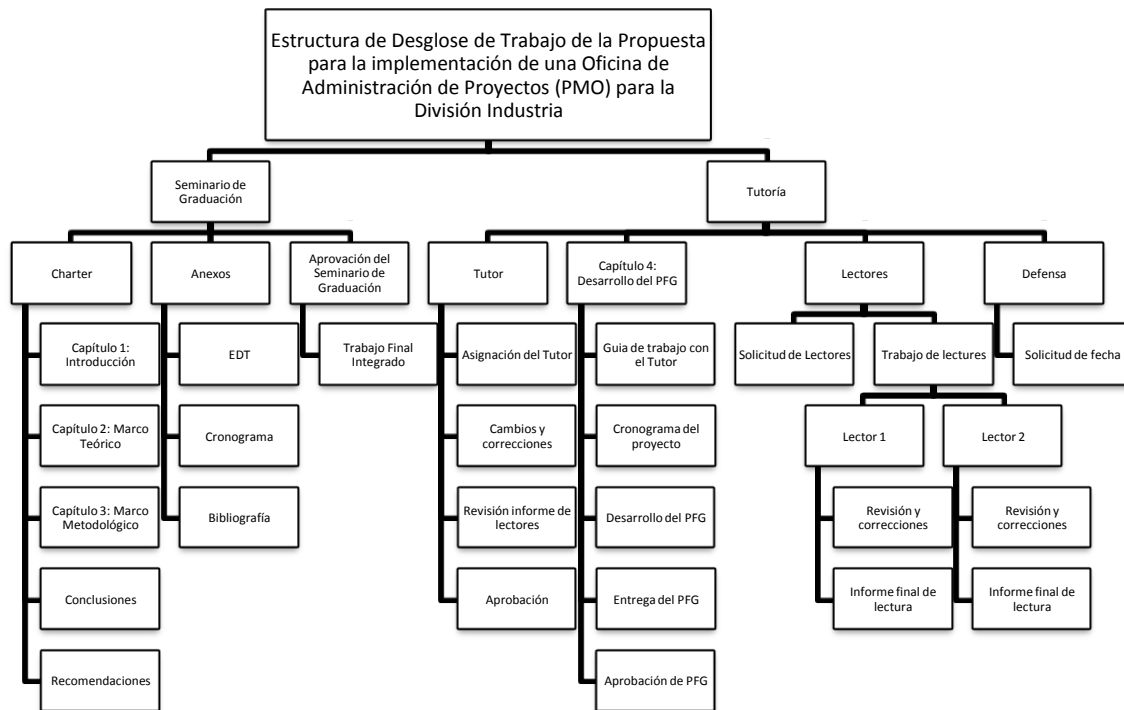 Estructura de Desglose de Trabajo de la Propuesta
para la implementación de una Oficina de
Administración de Proyectos (PMO) para la
División Industria
Seminario de
Graduación
Tutoría
Charter
Anexos
Aprovación del
Seminario de
Graduación
Tutor
Capítulo 4:
Desarrollo del PFG
Lectores
Defensa
Capítulo 1:
Introducción
EDT
Trabajo Final
Integrado
Asignación del Tutor
Guia de trabajo con
el Tutor
Solicitud de Lectores
Trabajo de lectures
Solicitud de fecha
Capítulo 2: Marco
Teórico
Cronograma
Cambios y
correcciones
Cronograma del
proyecto
Lector 1
Lector 2
Capítulo 3: Marco
Metodológico
Bibliografía
Revisión informe de
lectores
Desarrollo del PFG
Revisión y
correcciones
Revisión y
correcciones
Conclusiones
Aprobación
Entrega del PFG
Informe final de
lectura
Informe final de
lectura
Recomendaciones
Aprobación de PFG